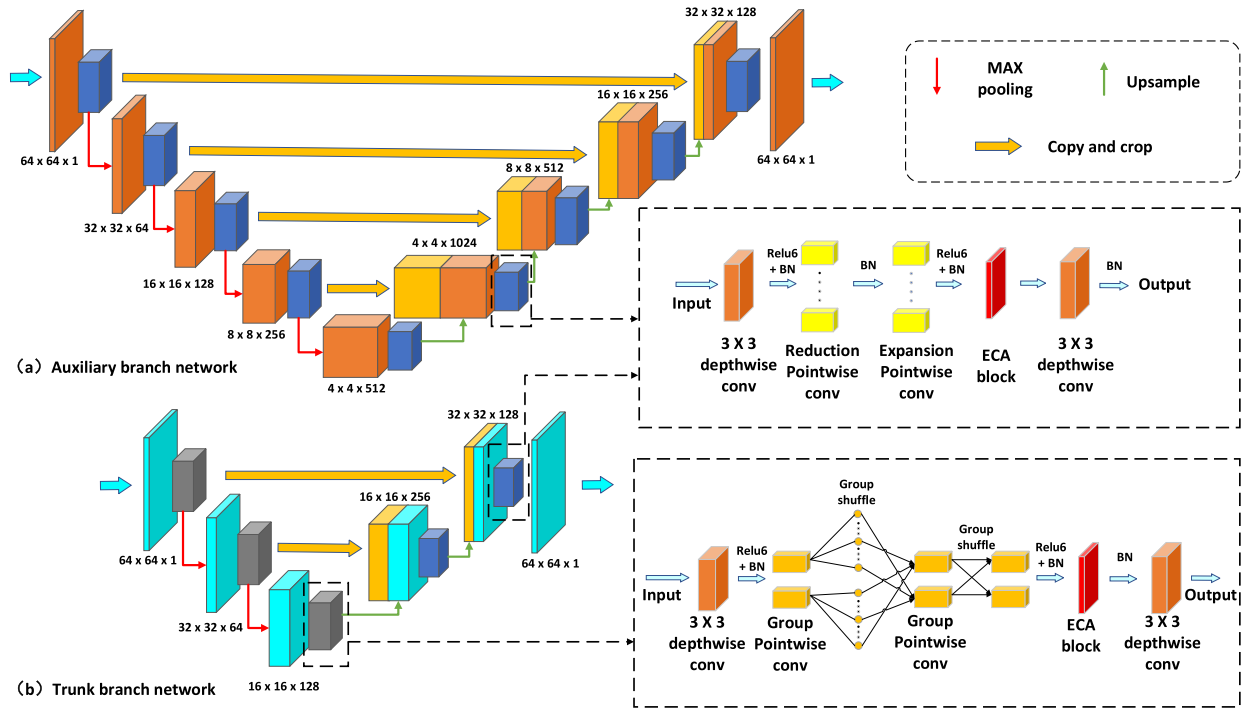 32 x 32 x 128
16 x 16 x 256
8 x 8 x 512
4 x 4 x 1024
64 x 64 x 1
32 x 32 x 64
16 x 16 x 128
8 x 8 x 256
4 x 4 x 512
64 x 64 x 1
(a) Auxiliary branch network
MAX
pooling
Upsample
Copy and crop
Input
Relu6
+ BN
BN
Relu6
+ BN
BN
Output
3 X 3
depthwise
conv
Reduction
Pointwise
conv
Expansion
Pointwise
conv
ECA
block
3 X 3
depthwise
conv
32 x 32 x 128
16 x 16 x 256
64 x 64 x 1
32 x 32 x 64
16 x 16 x 128
64 x 64 x 1
(b) Trunk branch network
Group
shuffle
Group
shuffle
Input
Relu6
+ BN
Relu6
+ BN
BN
Output
3 X 3
depthwise
conv
Group
Pointwise
conv
Group
Pointwise
conv
ECA
block
3 X 3
depthwise
conv